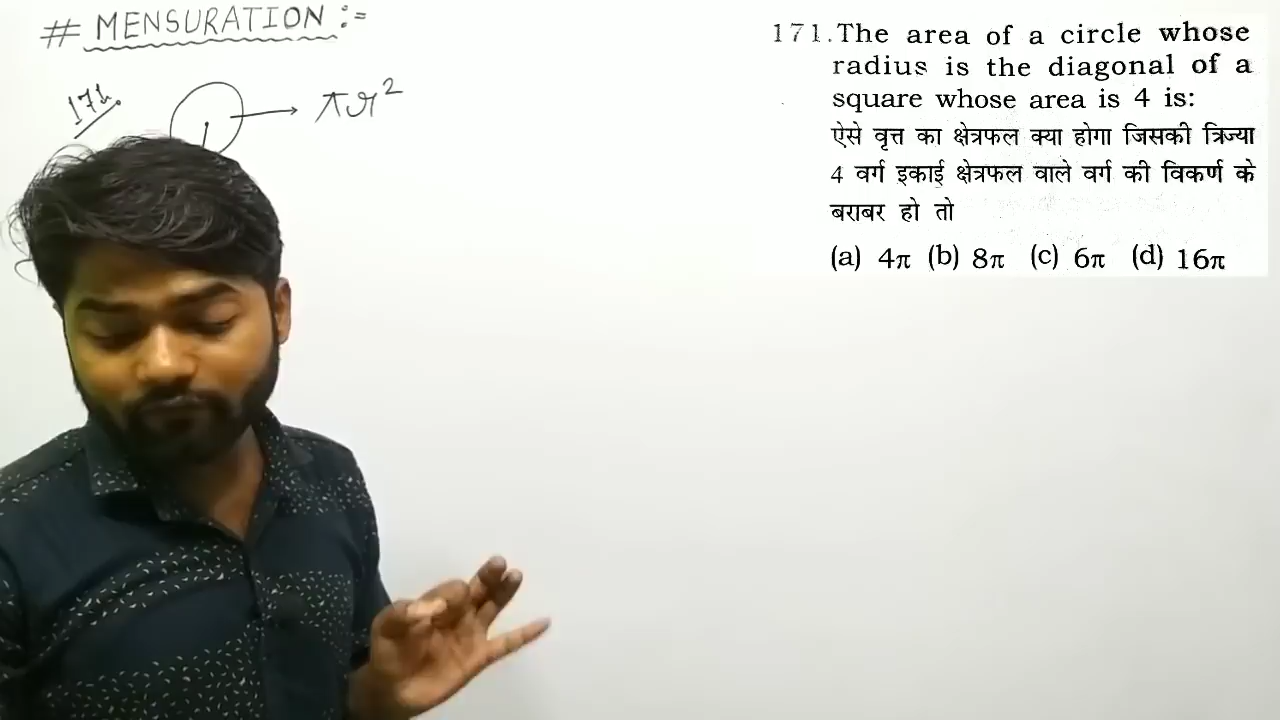 # MENSURATION :-
171.
πr²
171. The area of a circle whose
radius is the diagonal of a
square whose area is 4 is:
ऐसे वृत्त का क्षेत्रफल क्या होगा जिसकी त्रिज्या
4 वर्ग इकाई क्षेत्रफल वाले वर्ग की विकर्ण के
बराबर हो तो
(a) 4π (b) 8π (c) 6π (d) 16π